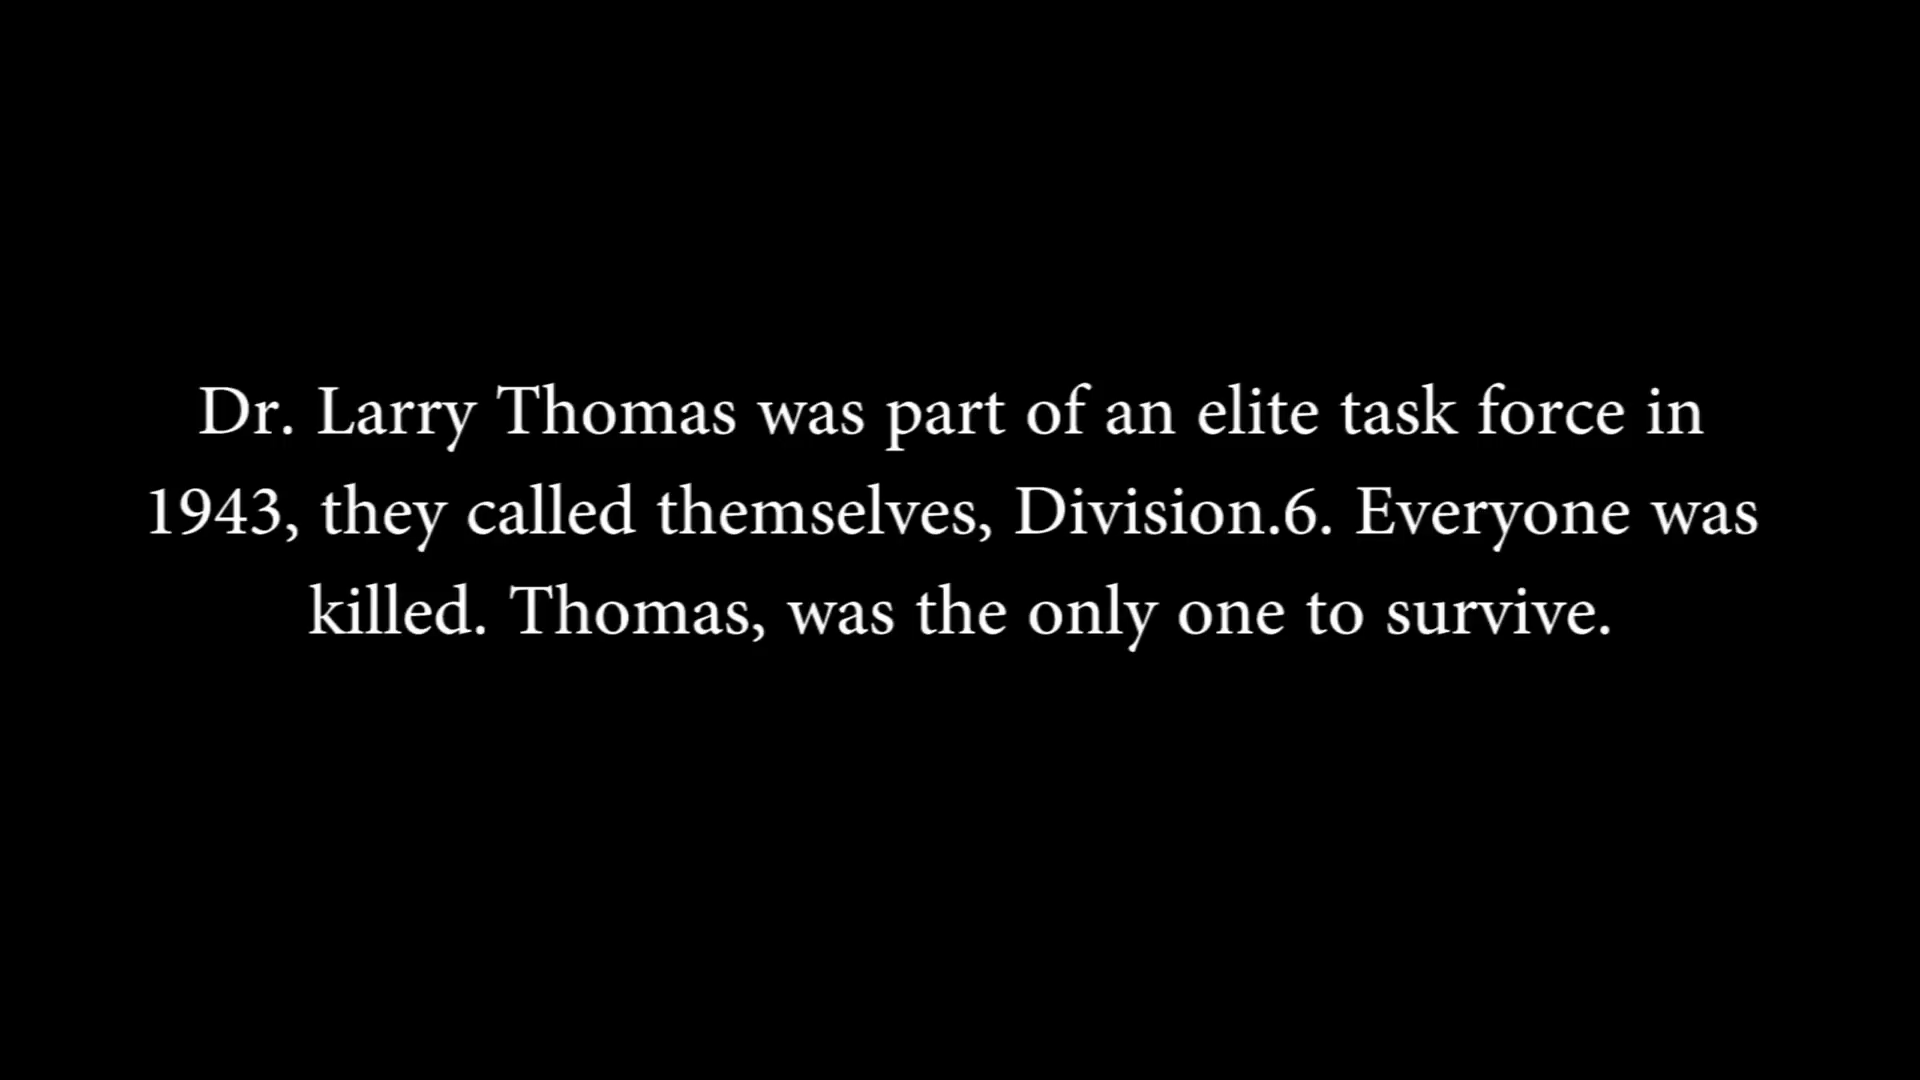 Dr. Larry Thomas was part of an elite task force in
1943, they called themselves, Division.6. Everyone was
killed. Thomas, was the only one to survive.